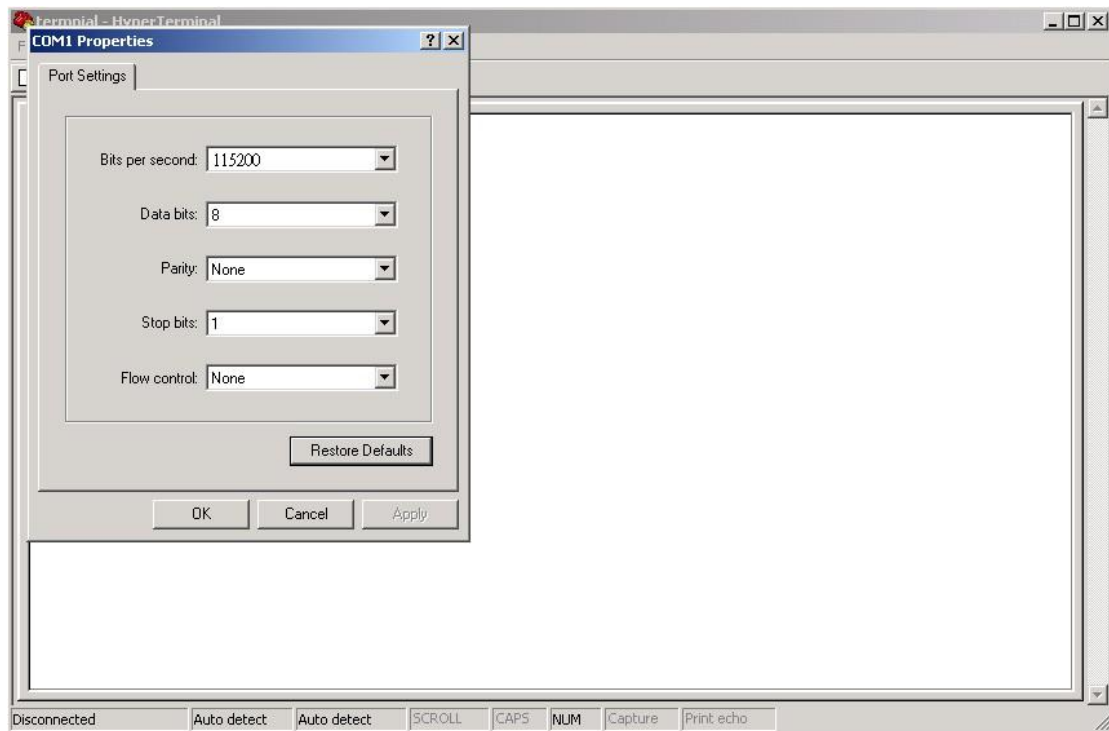 termpial - HyperTerminal
COM1 Properties
F
Port Settings
Bits per second: 115200
Data bits: 8
Parity: None
Stop bits: 1
Flow control: None
Restore Defaults
OK Cancel Apply
Disconnected Auto detect Auto detect SCROLL CAPS NUM Capture Print echo